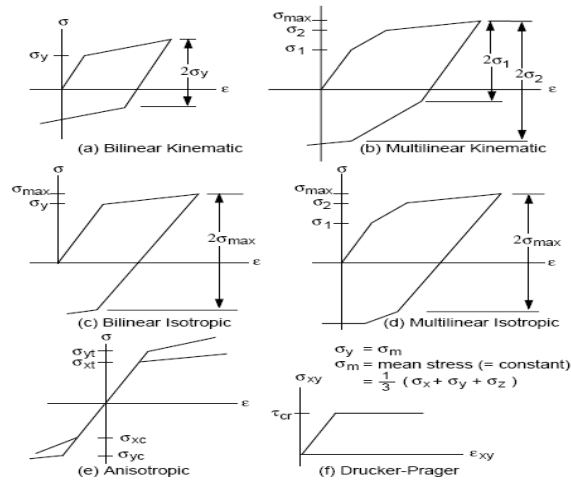 σ
σy
2σy
ε
(a) Bilinear Kinematic
σmax
σ2
σ1
2σ1
2σ2
ε
(b) Multilinear Kinematic
σ
σmax
σy
2σmax
ε
(c) Bilinear Isotropic
σ
σmax
σ2
σ1
2σmax
ε
(d) Multilinear Isotropic
σ
σyt
σxt
ε
σxc
σyc
(e) Anisotropic
σy = σm
σm = mean stress (= constant)
= 1/3 (σx + σy + σz)
σxy
τcr
εxy
(f) Drucker-Prager